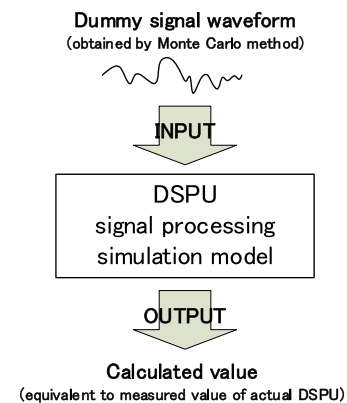 Dummy signal waveform
(obtained by Monte Carlo method)
INPUT
DSPU
signal processing
simulation model
OUTPUT
Calculated value
(equivalent to measured value of actual DSPU)